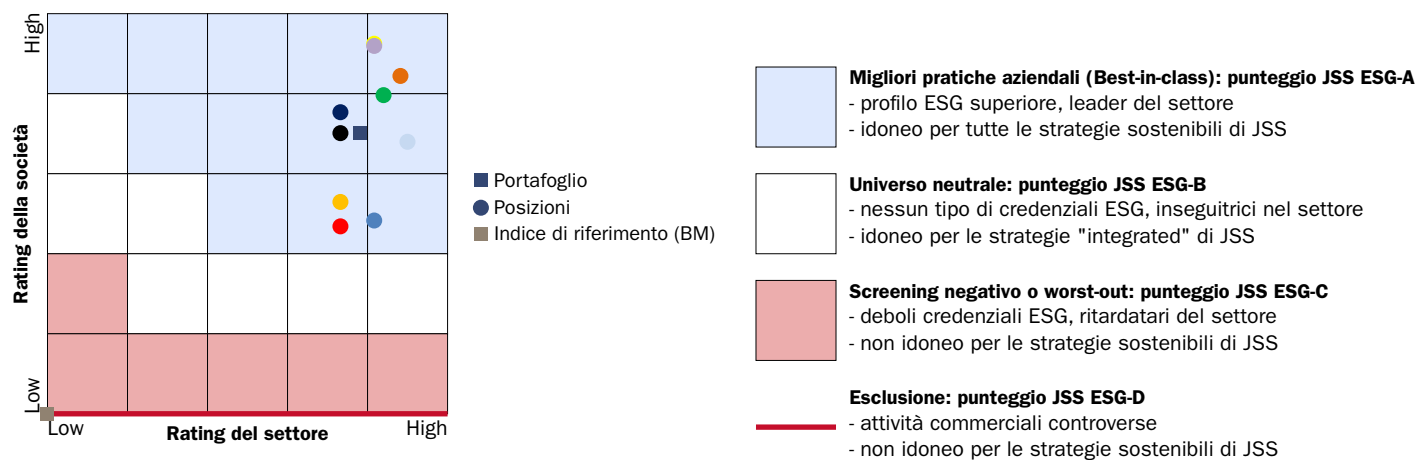 High
Rating della società
Low
Low
Rating del settore
High
Portafoglio
Posizioni
Indice di riferimento (BM)
Migliori pratiche aziendali (Best-in-class): punteggio JSS ESG-A
- profilo ESG superiore, leader del settore
- idoneo per tutte le strategie sostenibili di JSS
Universo neutrale: punteggio JSS ESG-B
- nessun tipo di credenziali ESG, inseguitrici nel settore
- idoneo per le strategie "integrated" di JSS
Screening negativo o worst-out: punteggio JSS ESG-C
- deboli credenziali ESG, ritardatari del settore
- non idoneo per le strategie sostenibili di JSS
Esclusione: punteggio JSS ESG-D
- attività commerciali controverse
- non idoneo per le strategie sostenibili di JSS